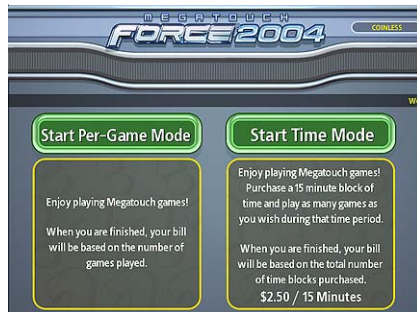 MEGATOUCH
FORCE 2004
COINLESS
Start Per-Game Mode
Start Time Mode
Enjoy playing Megatouch games!
When you are finished, your bill
will be based on the number of
games played.
Enjoy playing Megatouch games!
Purchase a 15 minute block of
time and play as many games as
you wish during that time period.
When you are finished, your bill
will be based on the total number
of time blocks purchased.
$2.50 / 15 Minutes